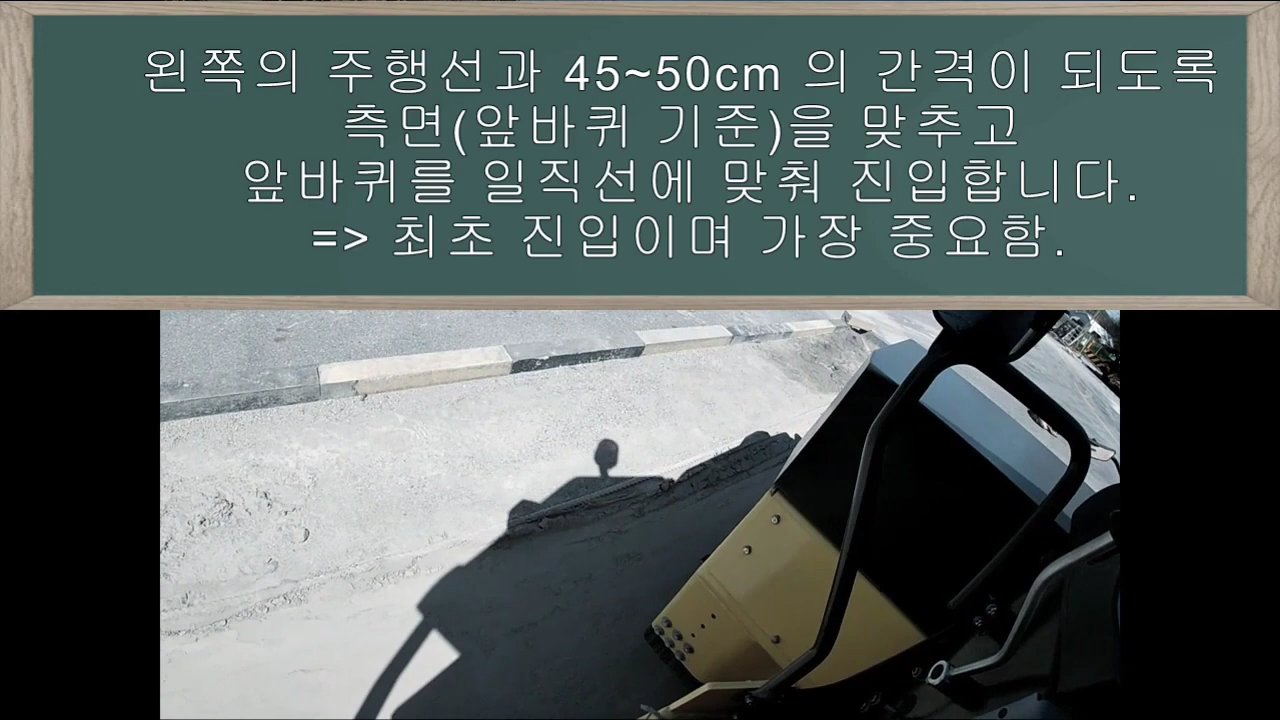 왼쪽의 주행선과 45~50cm 의 간격이 되도록
측면(앞바퀴 기준)을 맞추고
앞바퀴를 일직선에 맞춰 진입합니다.
=> 최초 진입이며 가장 중요함.